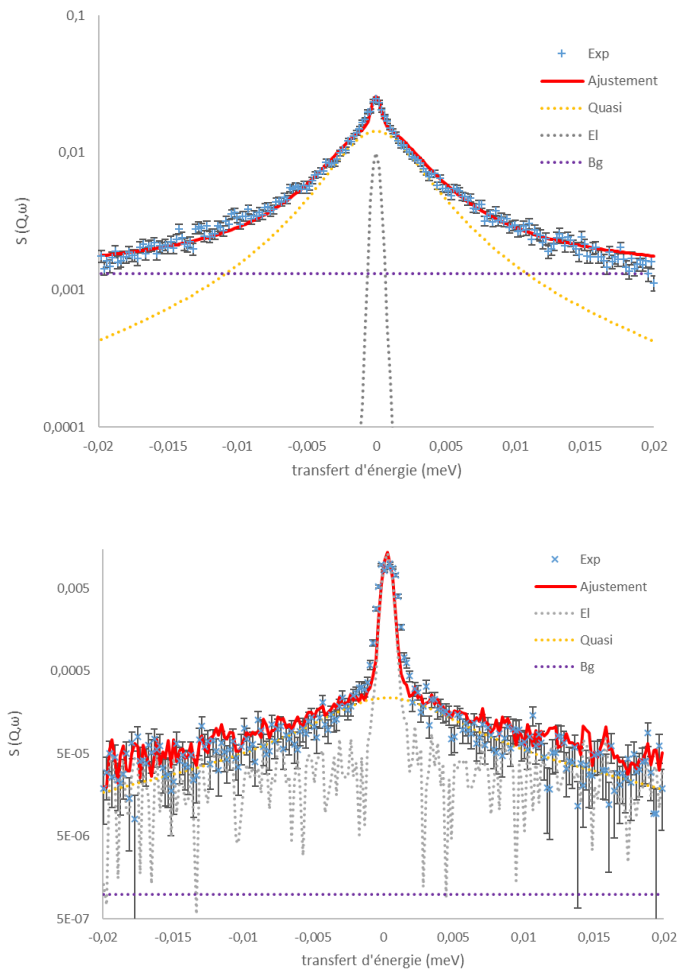 0,1
0,01
0,001
0,0001
S (Q,ω)
Exp
Ajustement
Quasi
El
Bg
-0,02 -0,015 -0,01 -0,005 0 0,005 0,01 0,015 0,02
transfert d'énergie (meV)
0,005
0,0005
5E-05
5E-06
5E-07
S (Q,ω)
Exp
Ajustement
El
Quasi
Bg
-0,02 -0,015 -0,01 -0,005 0 0,005 0,01 0,015 0,02
transfert d'énergie (meV)